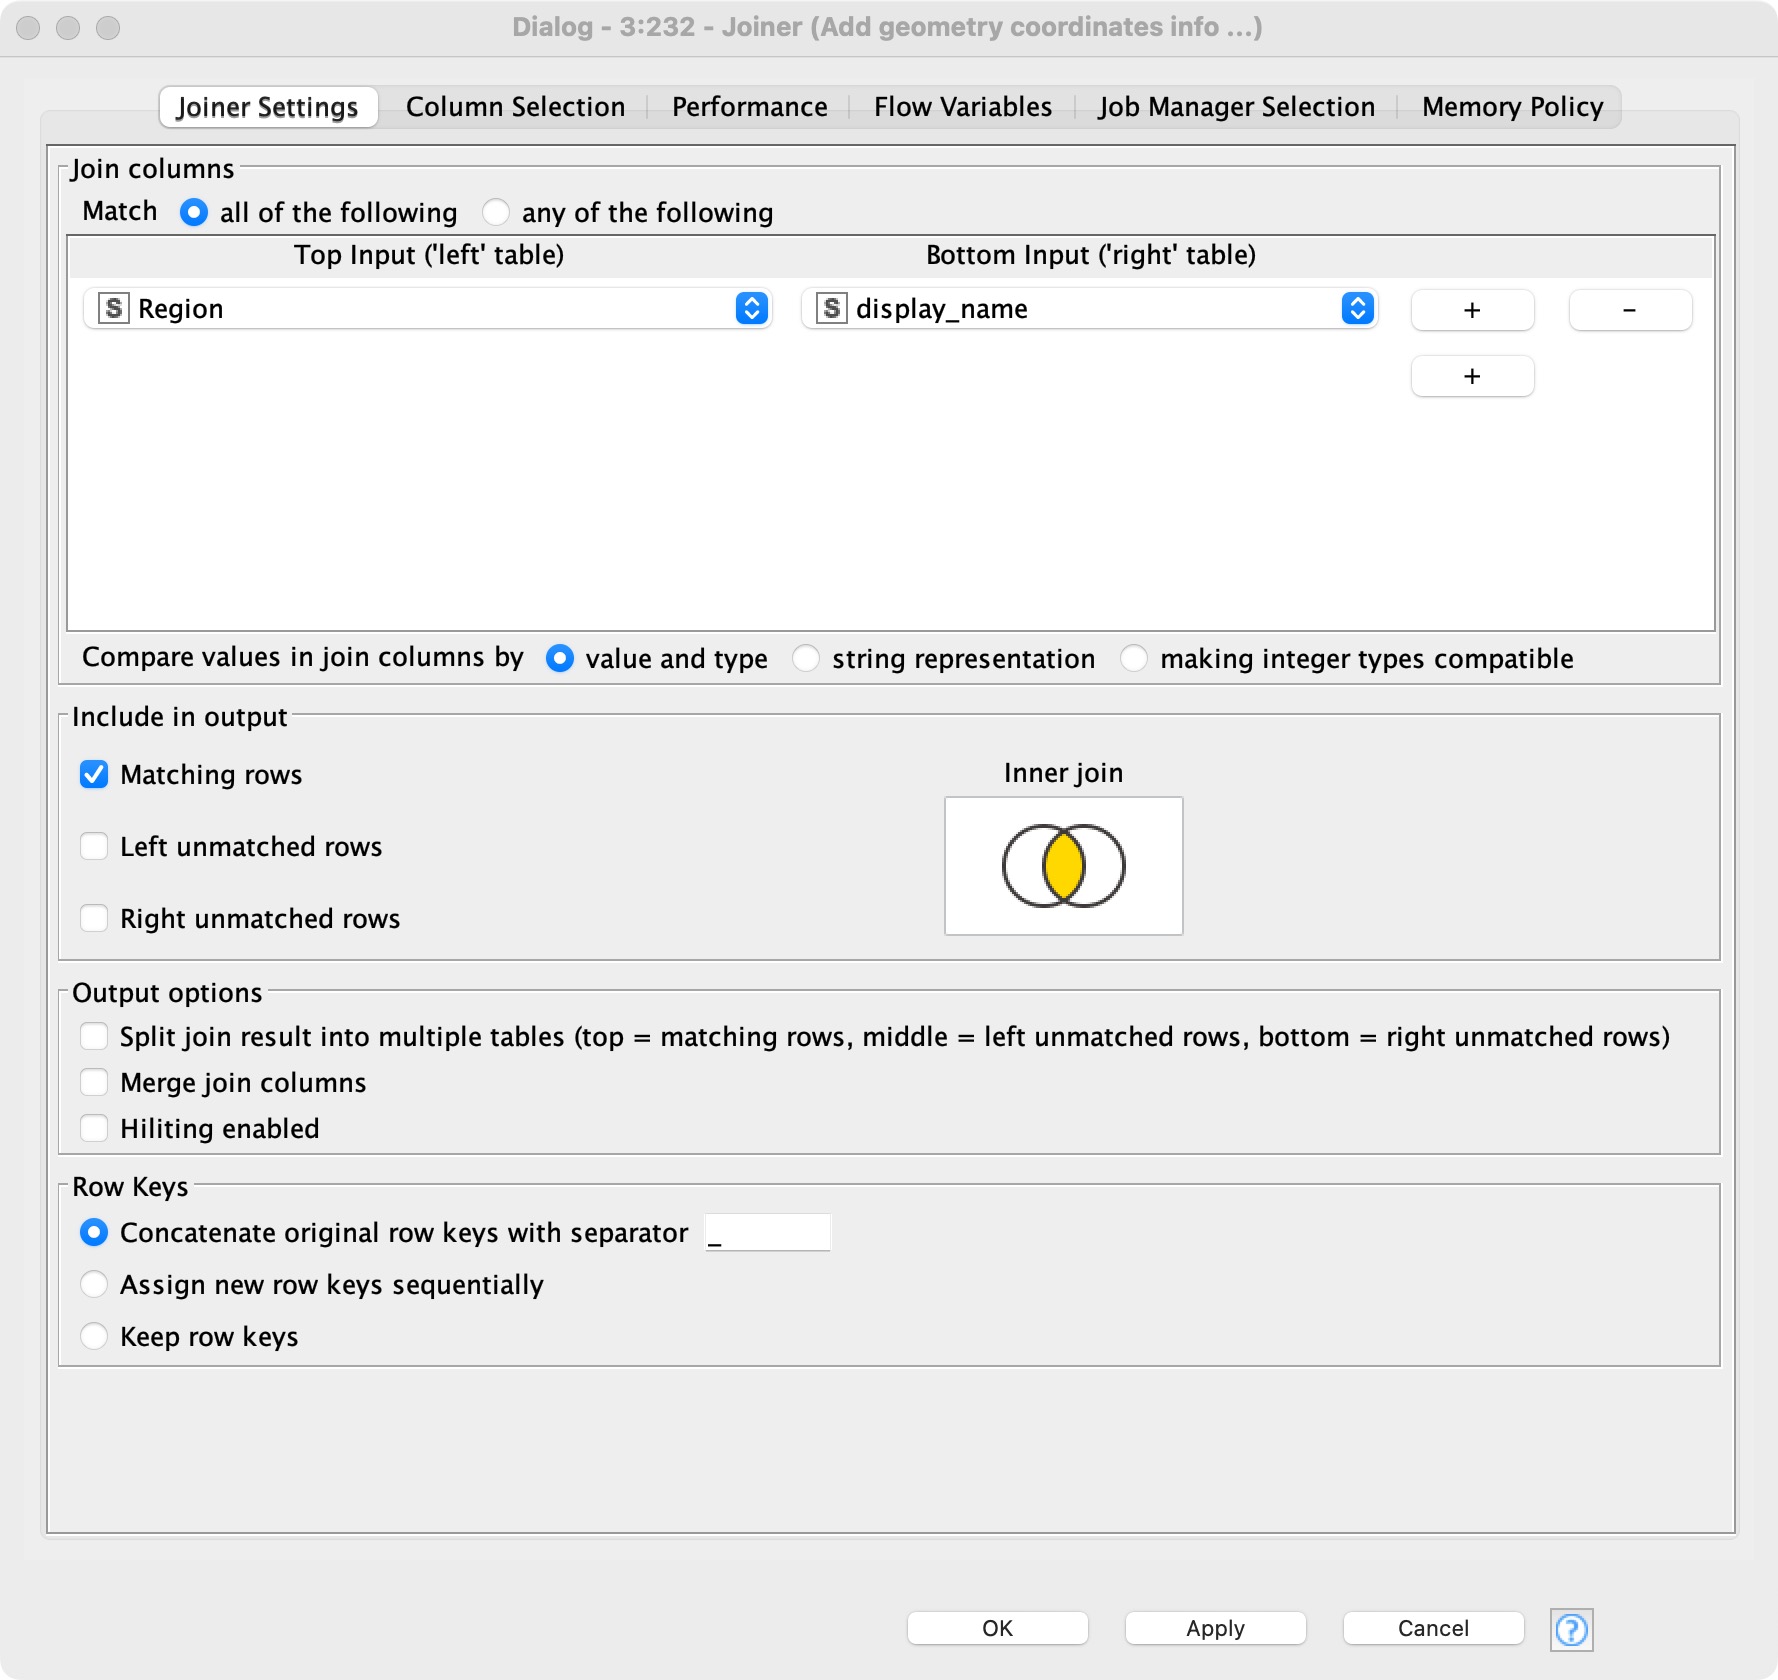 Dialog - 3:232 - Joiner (Add geometry coordinates info ...)
Joiner Settings Column Selection Performance Flow Variables Job Manager Selection Memory Policy
Join columns
Match all of the following any of the following
Top Input ('left' table) Bottom Input ('right' table)
S Region S display_name + -
+
Compare values in join columns by value and type string representation making integer types compatible
Include in output
Matching rows
Inner join
Left unmatched rows
Right unmatched rows
Output options
Split join result into multiple tables (top = matching rows, middle = left unmatched rows, bottom = right unmatched rows)
Merge join columns
Hiliting enabled
Row Keys
Concatenate original row keys with separator _
Assign new row keys sequentially
Keep row keys
OK Apply Cancel ?